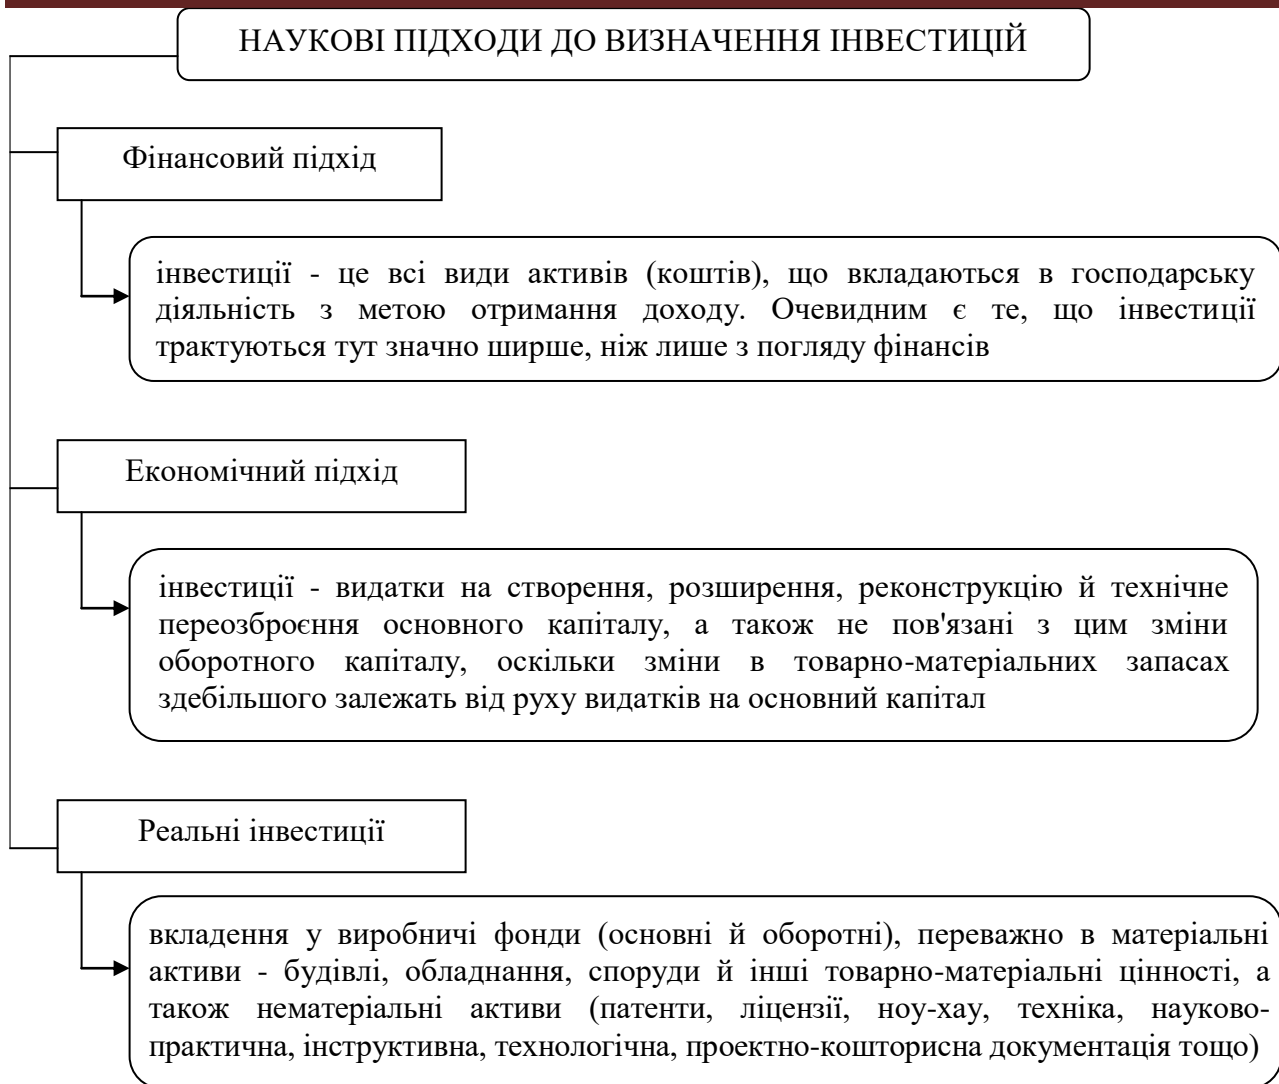 НАУКОВІ ПІДХОДИ ДО ВИЗНАЧЕННЯ ІНВЕСТИЦІЙ
Фінансовий підхід
інвестиції - це всі види активів (коштів), що вкладаються в господарську
діяльність з метою отримання доходу. Очевидним є те, що інвестиції
трактуються тут значно ширше, ніж лише з погляду фінансів
Економічний підхід
інвестиції - видатки на створення, розширення, реконструкцію й технічне
переозброєння основного капіталу, а також не пов'язані з цим зміни
оборотного капіталу, оскільки зміни в товарно-матеріальних запасах
здебільшого залежать від руху видатків на основний капітал
Реальні інвестиції
вкладення у виробничі фонди (основні й оборотні), переважно в матеріальні
активи - будівлі, обладнання, споруди й інші товарно-матеріальні цінності, а
також нематеріальні активи (патенти, ліцензії, ноу-хау, техніка, науково-
практична, інструктивна, технологічна, проектно-кошторисна документація тощо)